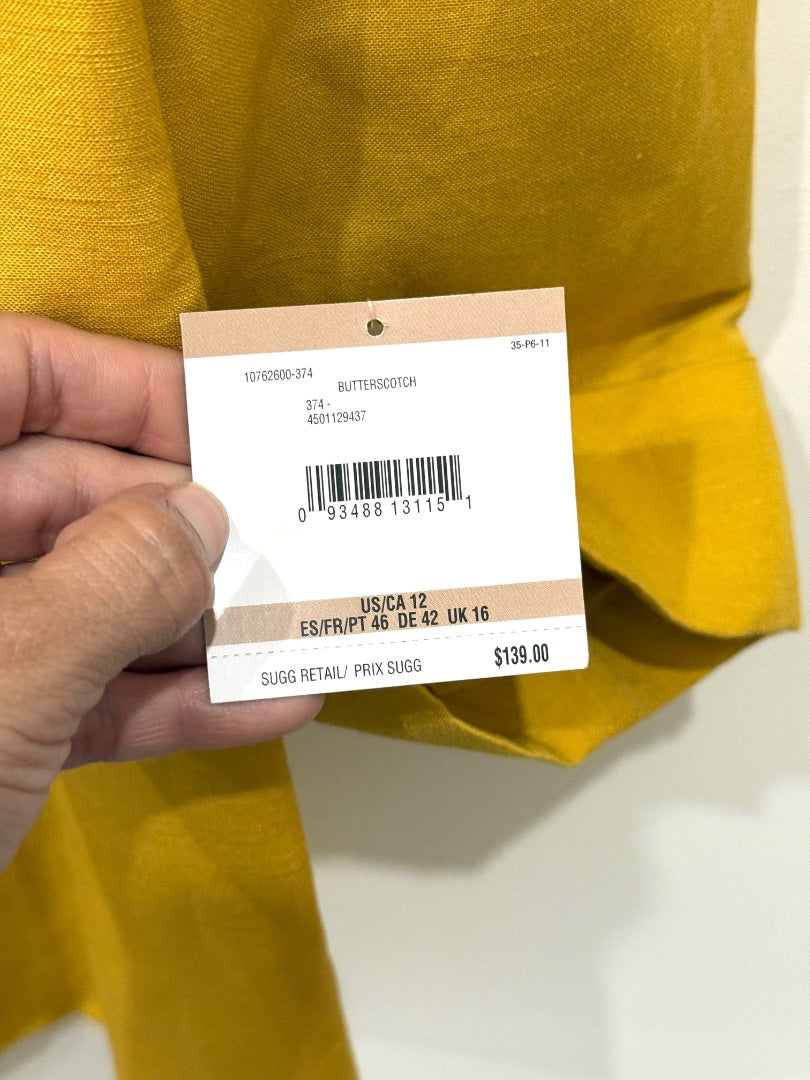 35-P6-11
10762600-374
BUTTERSCOTCH
374 -
4501129437
0 93488 13115 1
US/CA 12
ES/FR/PT 46 DE 42 UK 16
SUGG RETAIL/ PRIX SUGG $139.00